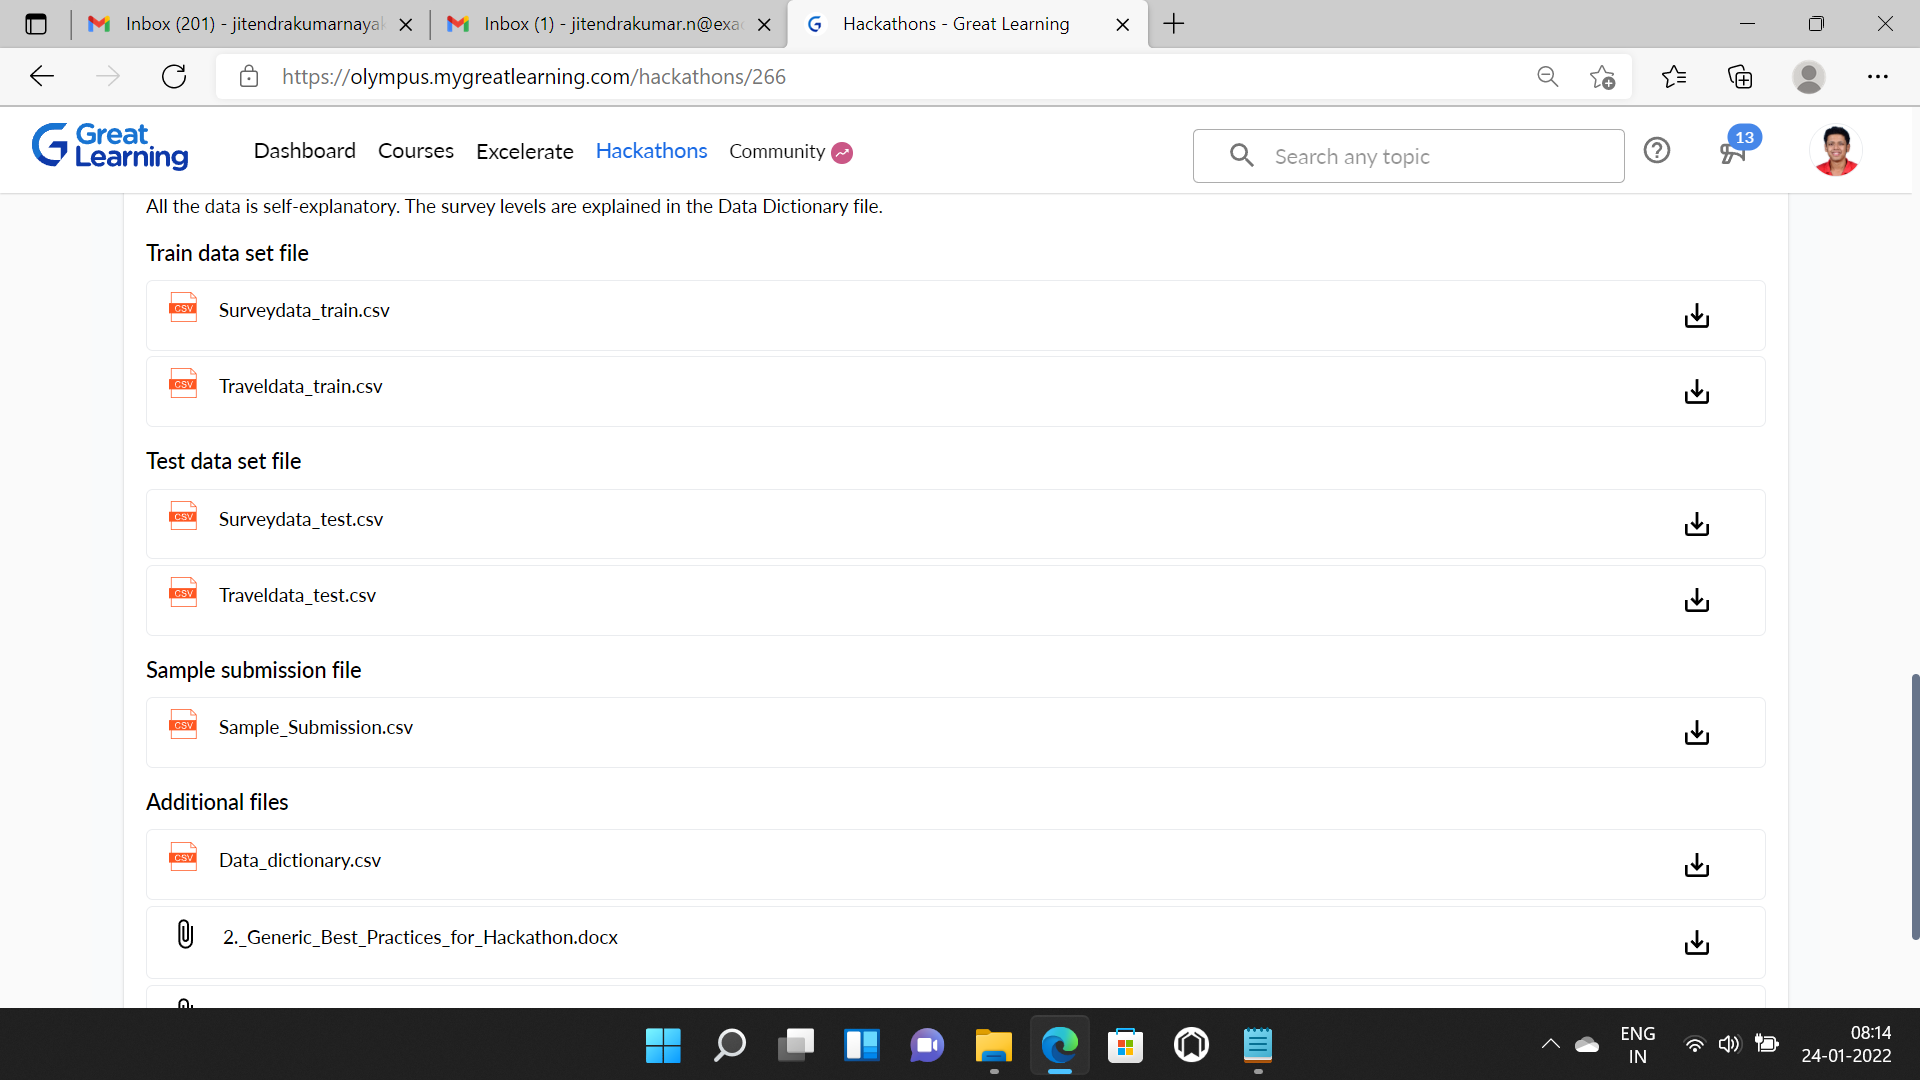 Inbox (201) - jitendrakumarnayak
Inbox (1) - jitendrakumar.n@exa
Hackathons - Great Learning
https://olympus.mygreatlearning.com/hackathons/266
Great Learning
Dashboard
Courses
Excelerate
Hackathons
Community
Search any topic
13
All the data is self-explanatory. The survey levels are explained in the Data Dictionary file.
Train data set file
CSV Surveydata_train.csv
CSV Traveldata_train.csv
Test data set file
CSV Surveydata_test.csv
CSV Traveldata_test.csv
Sample submission file
CSV Sample_Submission.csv
Additional files
CSV Data_dictionary.csv
2._Generic_Best_Practices_for_Hackathon.docx
ENG
IN
08:14
24-01-2022